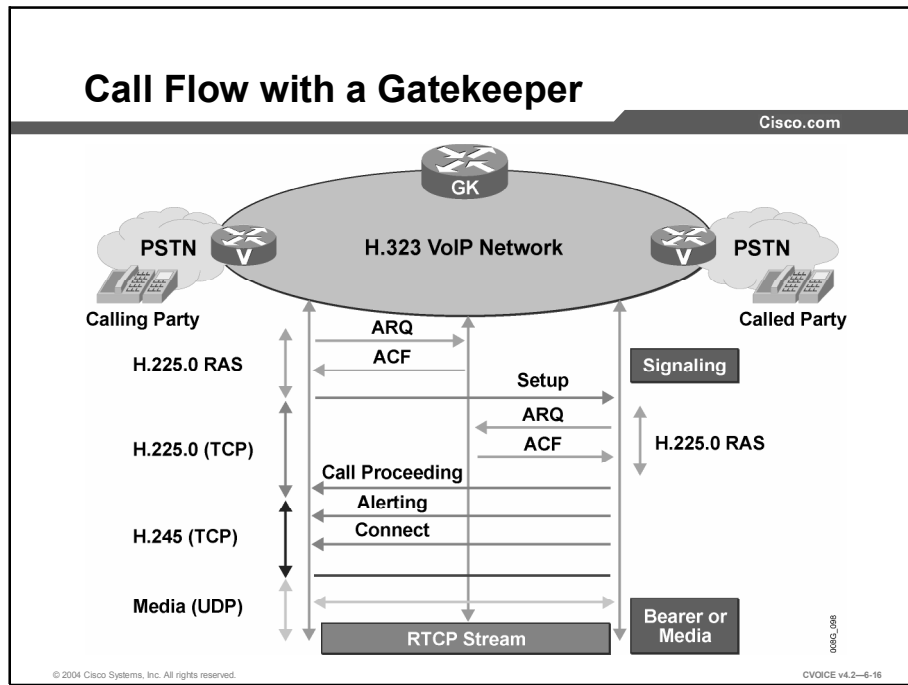 Call Flow with a Gatekeeper
Cisco.com
GK
PSTN
V
H.323 VoIP Network
V
PSTN
Calling Party
Called Party
ARQ
H.225.0 RAS
ACF
Signaling
Setup
ARQ
H.225.0 (TCP)
ACF
H.225.0 RAS
Call Proceeding
Alerting
H.245 (TCP)
Connect
Media (UDP)
Bearer or
Media
RTCP Stream
008G_098
© 2004 Cisco Systems, Inc. All rights reserved.
CVOICE v4.2—6-16